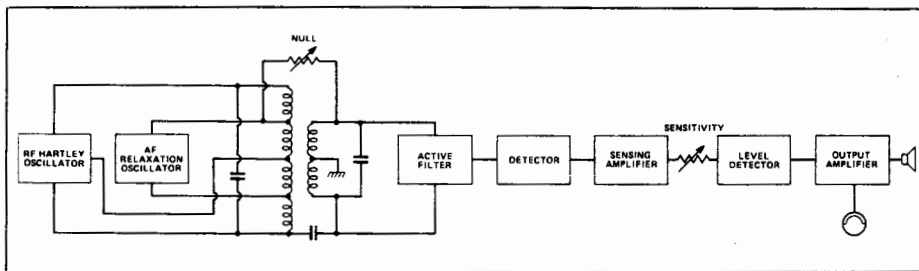 NULL
RF HARTLEY
OSCILLATOR
AF
RELAXATION
OSCILLATOR
ACTIVE
FILTER
DETECTOR
SENSING
AMPLIFIER
SENSITIVITY
LEVEL
DETECTOR
OUTPUT
AMPLIFIER